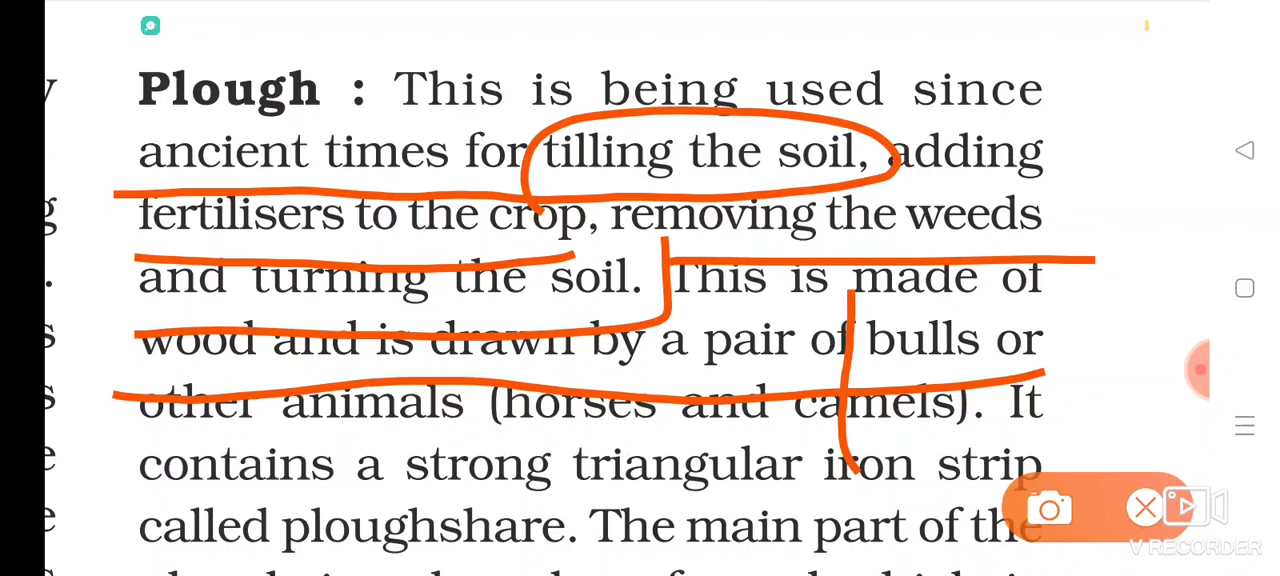 Plough : This is being used since
ancient times for tilling the soil, adding
fertilisers to the crop, removing the weeds
and turning the soil. This is made of
wood and is drawn by a pair of bulls or
other animals (horses and camels). It
contains a strong triangular iron strip
called ploughshare. The main part of the
V RECORDER